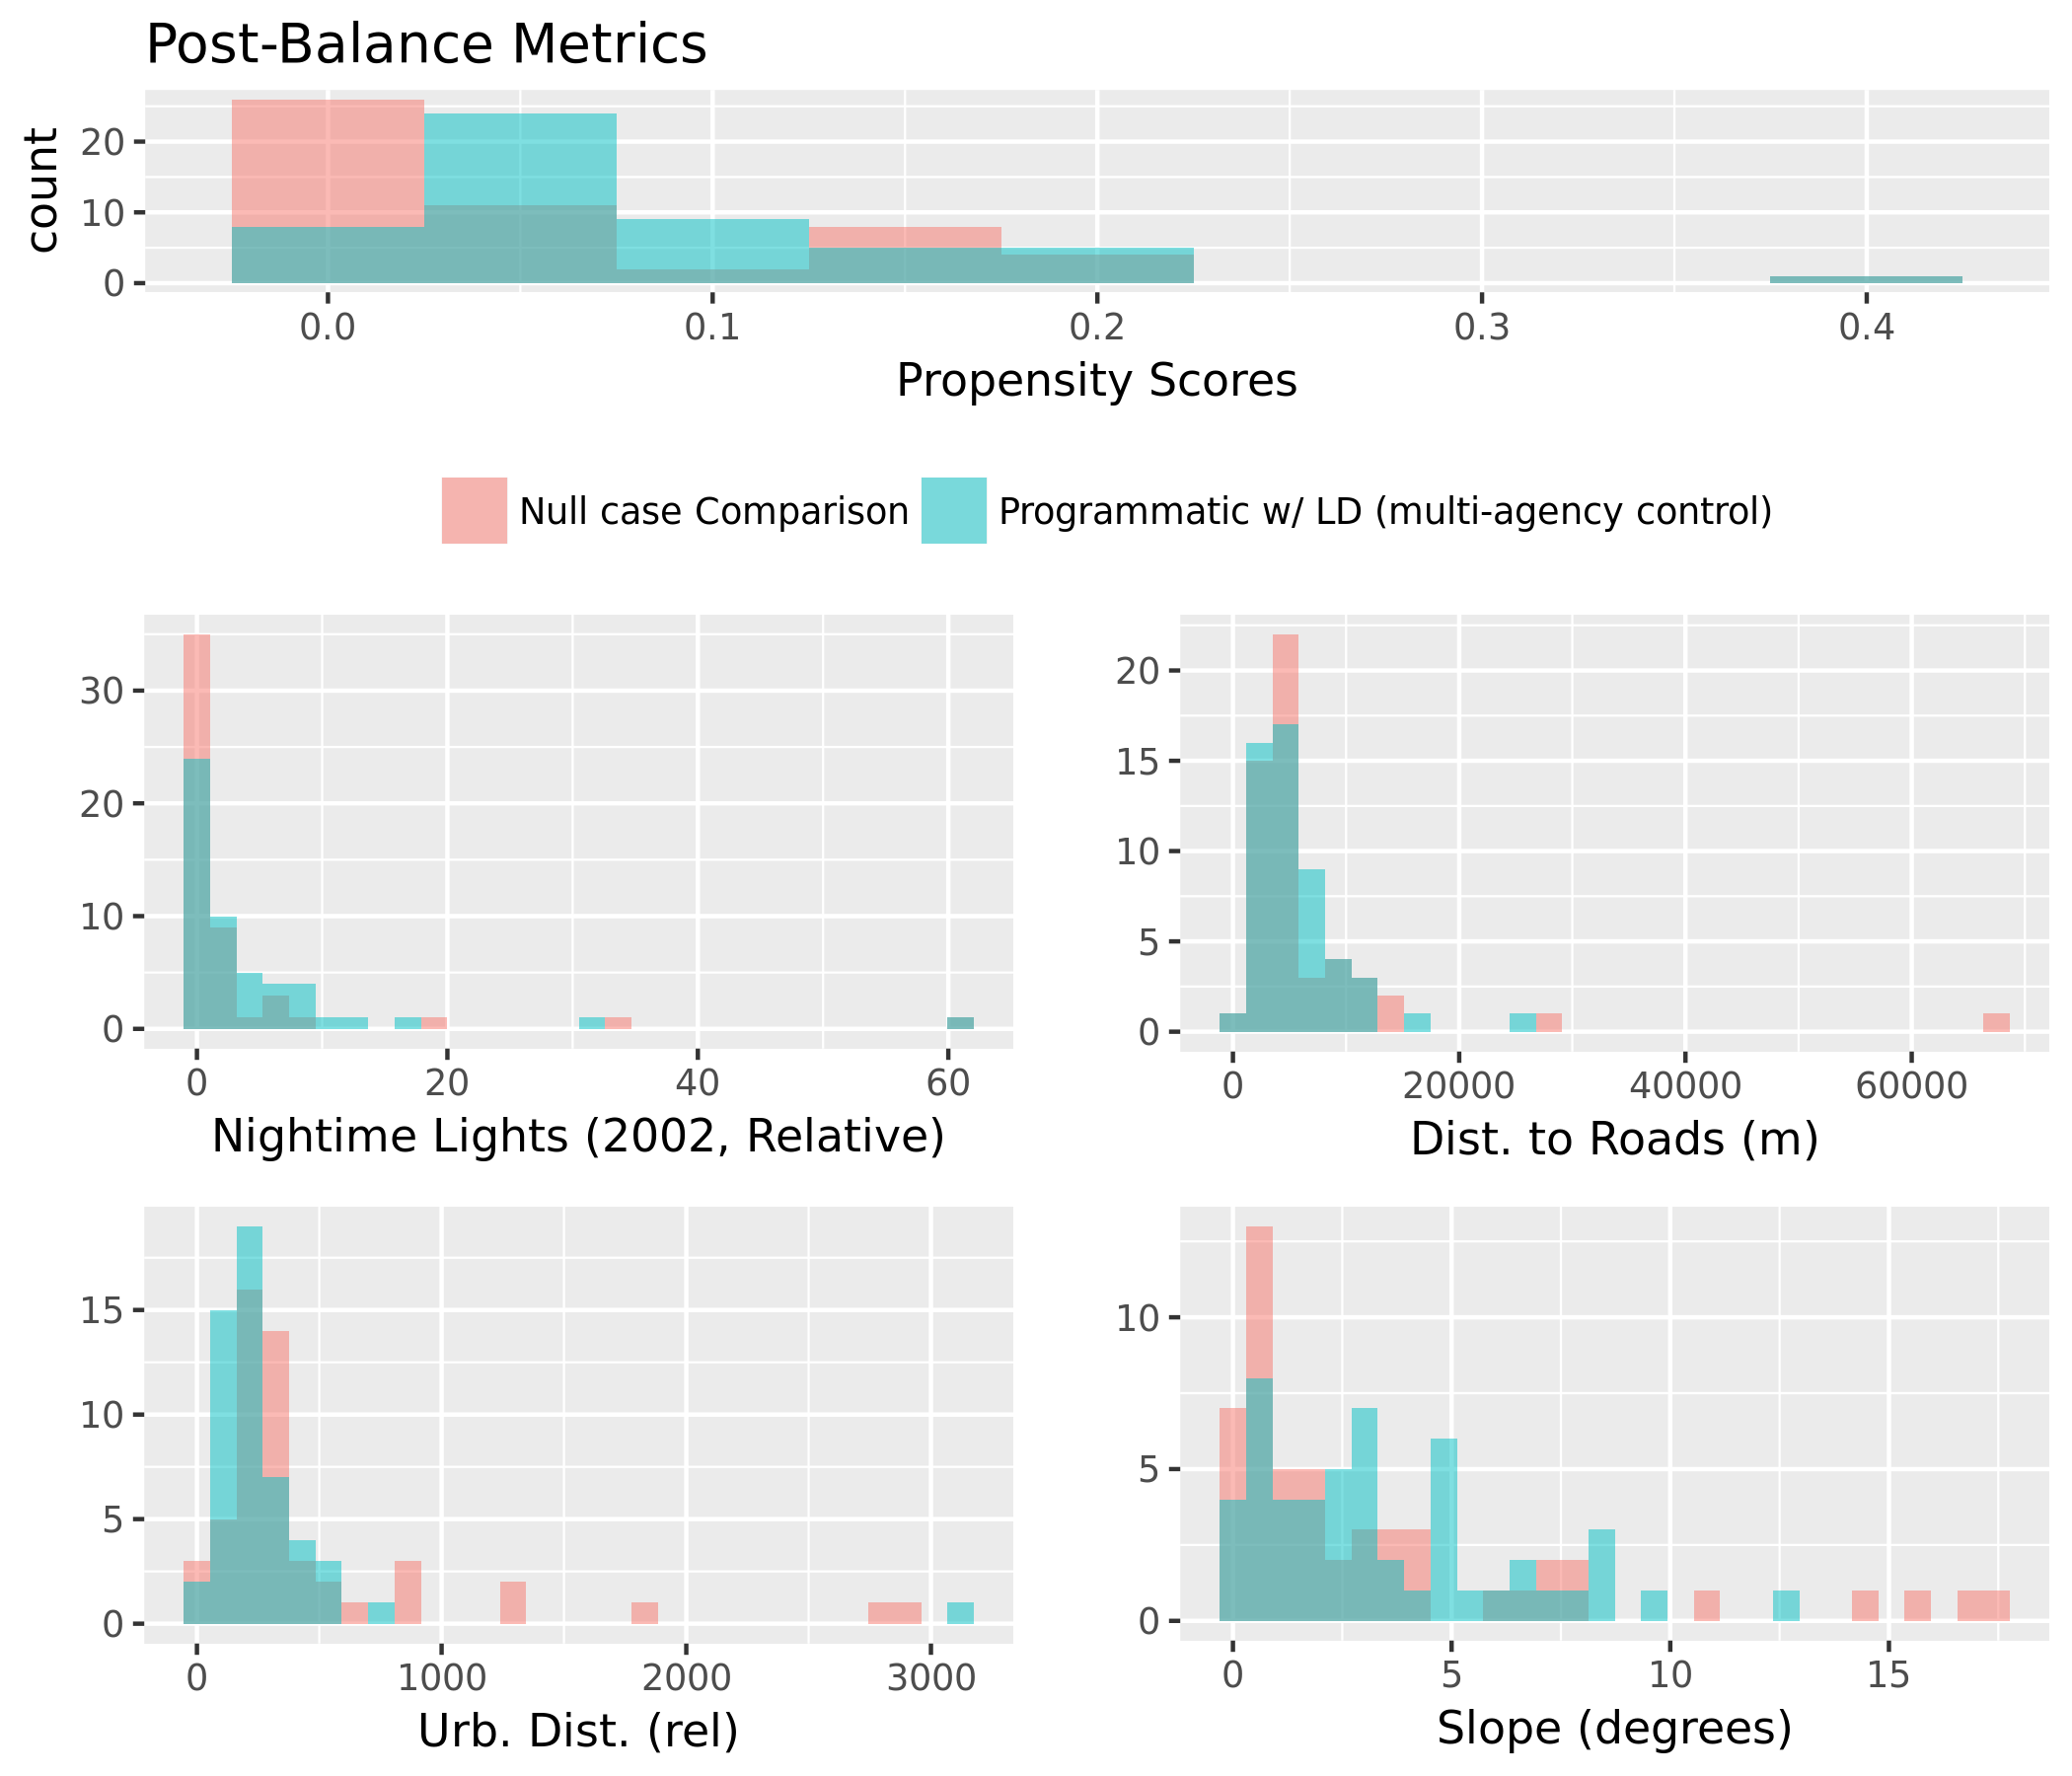 Post-Balance Metrics
count
20
10
0
0.0 0.1 0.2 0.3 0.4
Propensity Scores
Null case Comparison Programmatic w/ LD (multi-agency control)
30
20
10
0
0 20 40 60
Nightime Lights (2002, Relative)
20
15
10
5
0
0 20000 40000 60000
Dist. to Roads (m)
15
10
5
0
0 1000 2000 3000
Urb. Dist. (rel)
10
5
0
0 5 10 15
Slope (degrees)